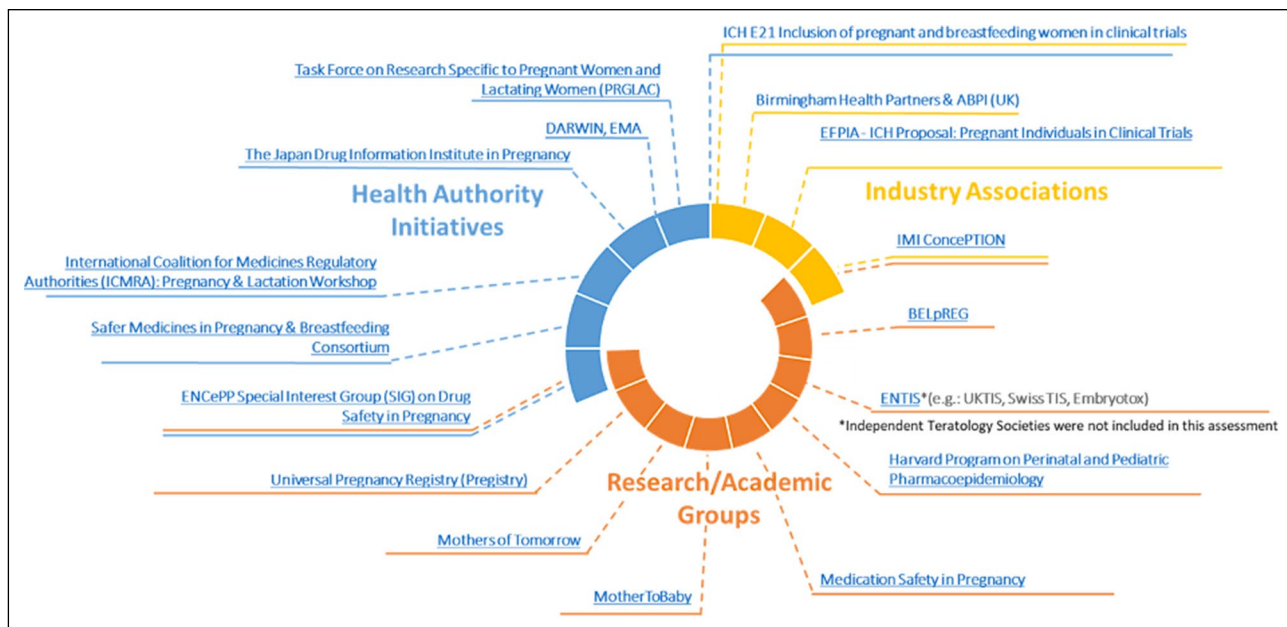 ICH E21 Inclusion of pregnant and breastfeeding women in clinical trials
Task Force on Research Specific to Pregnant Women and
Lactating Women (PRGLAC)
Birmingham Health Partners & ABPI (UK)
DARWIN, EMA
EFPIA - ICH Proposal: Pregnant Individuals in Clinical Trials
The Japan Drug Information Institute in Pregnancy
Health Authority
Initiatives
Industry Associations
IMI ConcePTION
International Coalition for Medicines Regulatory
Authorities (ICMRA): Pregnancy & Lactation Workshop
BELpREG
Safer Medicines in Pregnancy & Breastfeeding
Consortium
ENCePP Special Interest Group (SIG) on Drug
Safety in Pregnancy
ENTIS*(e.g.: UKTIS, Swiss TIS, Embryotox)
*Independent Teratology Societies were not included in this assessment
Harvard Program on Perinatal and Pediatric
Pharmacoepidemiology
Universal Pregnancy Registry (Pregistry)
Research/Academic
Groups
Mothers of Tomorrow
Medication Safety in Pregnancy
MotherToBaby